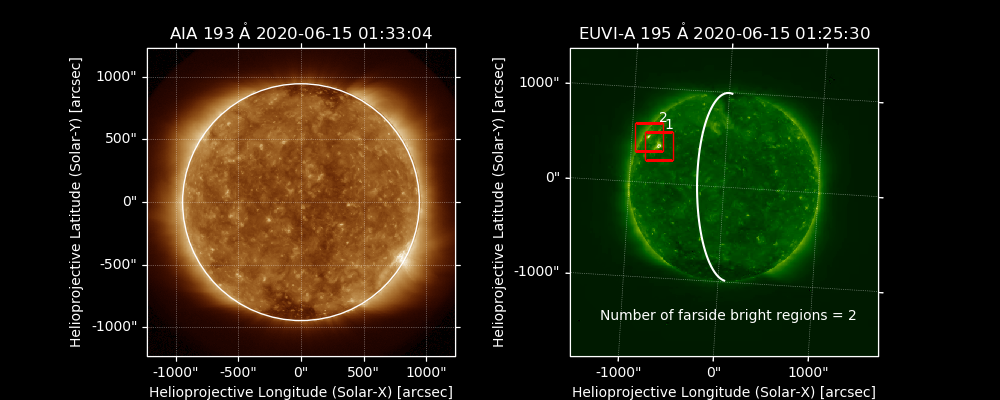 AIA 193 Å 2020-06-15 01:33:04
EUVI-A 195 Å 2020-06-15 01:25:30
Helioprojective Latitude (Solar-Y) [arcsec]
1000"
500"
0"
-500"
-1000"
-1000"
-500"
0"
500"
1000"
Helioprojective Longitude (Solar-X) [arcsec]
Helioprojective Latitude (Solar-Y) [arcsec]
1000"
0"
-1000"
2
1
Number of farside bright regions = 2
-1000"
0"
1000"
Helioprojective Longitude (Solar-X) [arcsec]